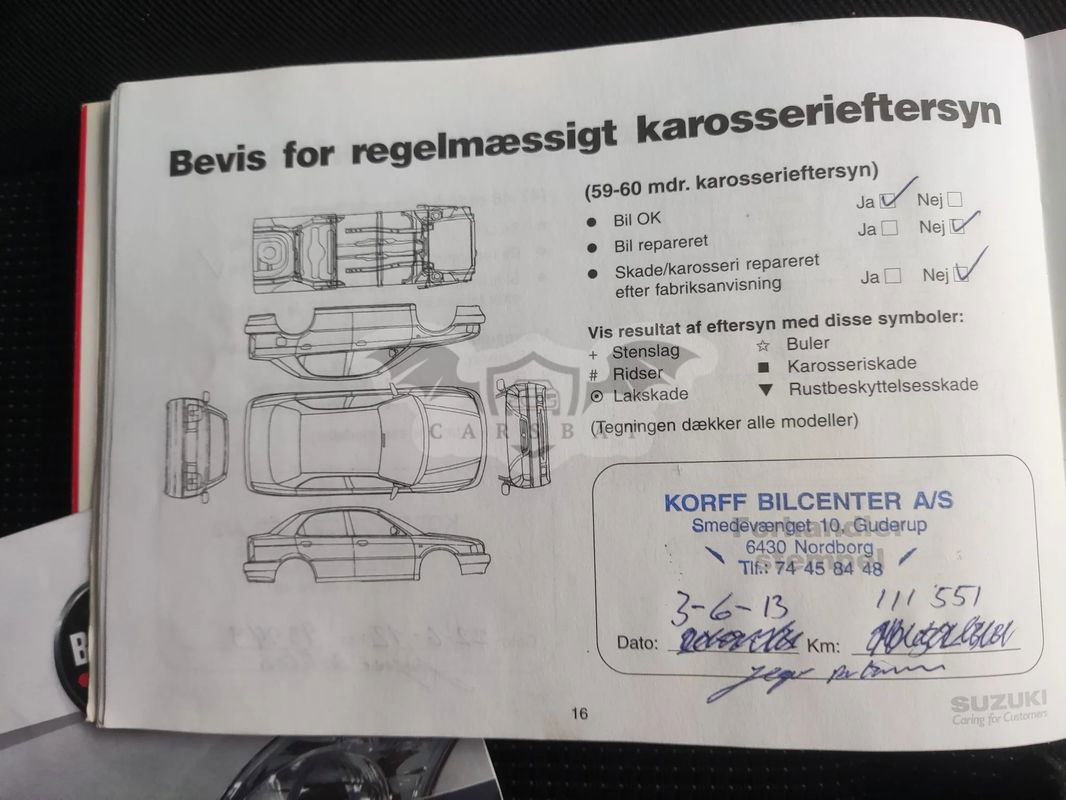 Bevis for regelmæssigt karosserieftersyn
(59-60 mdr. karosserieftersyn)
Bil OK Ja Nej
Bil repareret Ja Nej
Skade/karosseri repareret
efter fabriksanvisning Ja Nej
Vis resultat af eftersyn med disse symboler:
+ Stenslag ☆ Buler
# Ridser ■ Karosseriskade
⊙ Lakskade ▼ Rustbeskyttelsesskade
(Tegningen dækker alle modeller)
CARSBAT
KORFF BILCENTER A/S
Smedevænget 10, Guderup
6430 Nordborg
Tlf.: 74 45 84 48
Forhandler
stempel
3-6-13 111 551
Dato: Km:
16
SUZUKI
Caring for Customers